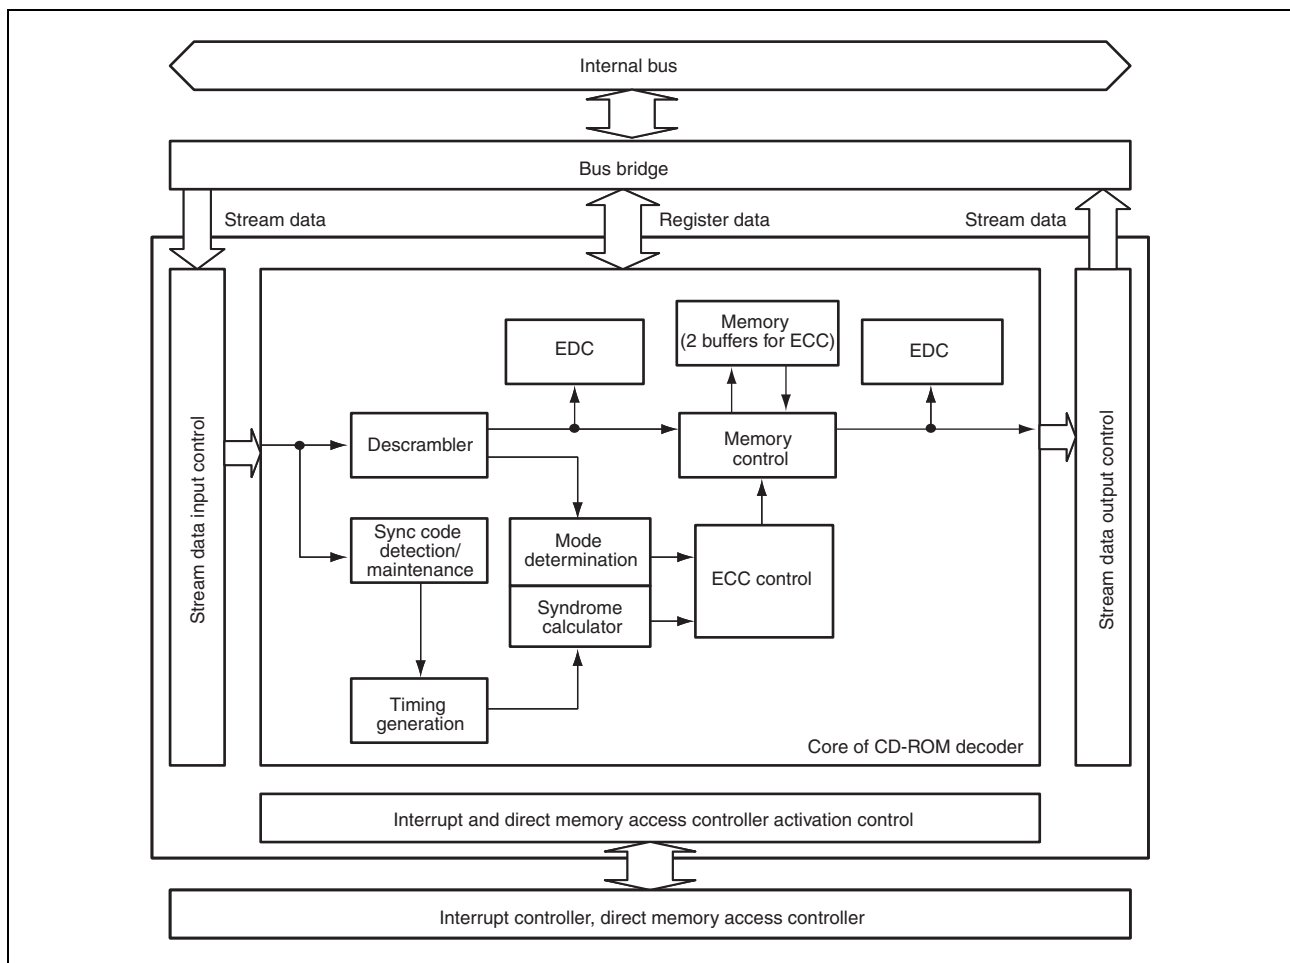 Internal bus
Bus bridge
Stream data
Register data
Stream data
Stream data input control
EDC
Memory
(2 buffers for ECC)
EDC
Descrambler
Memory
control
Sync code
detection/
maintenance
Mode
determination
ECC control
Syndrome
calculator
Timing
generation
Core of CD-ROM decoder
Stream data output control
Interrupt and direct memory access controller activation control
Interrupt controller, direct memory access controller